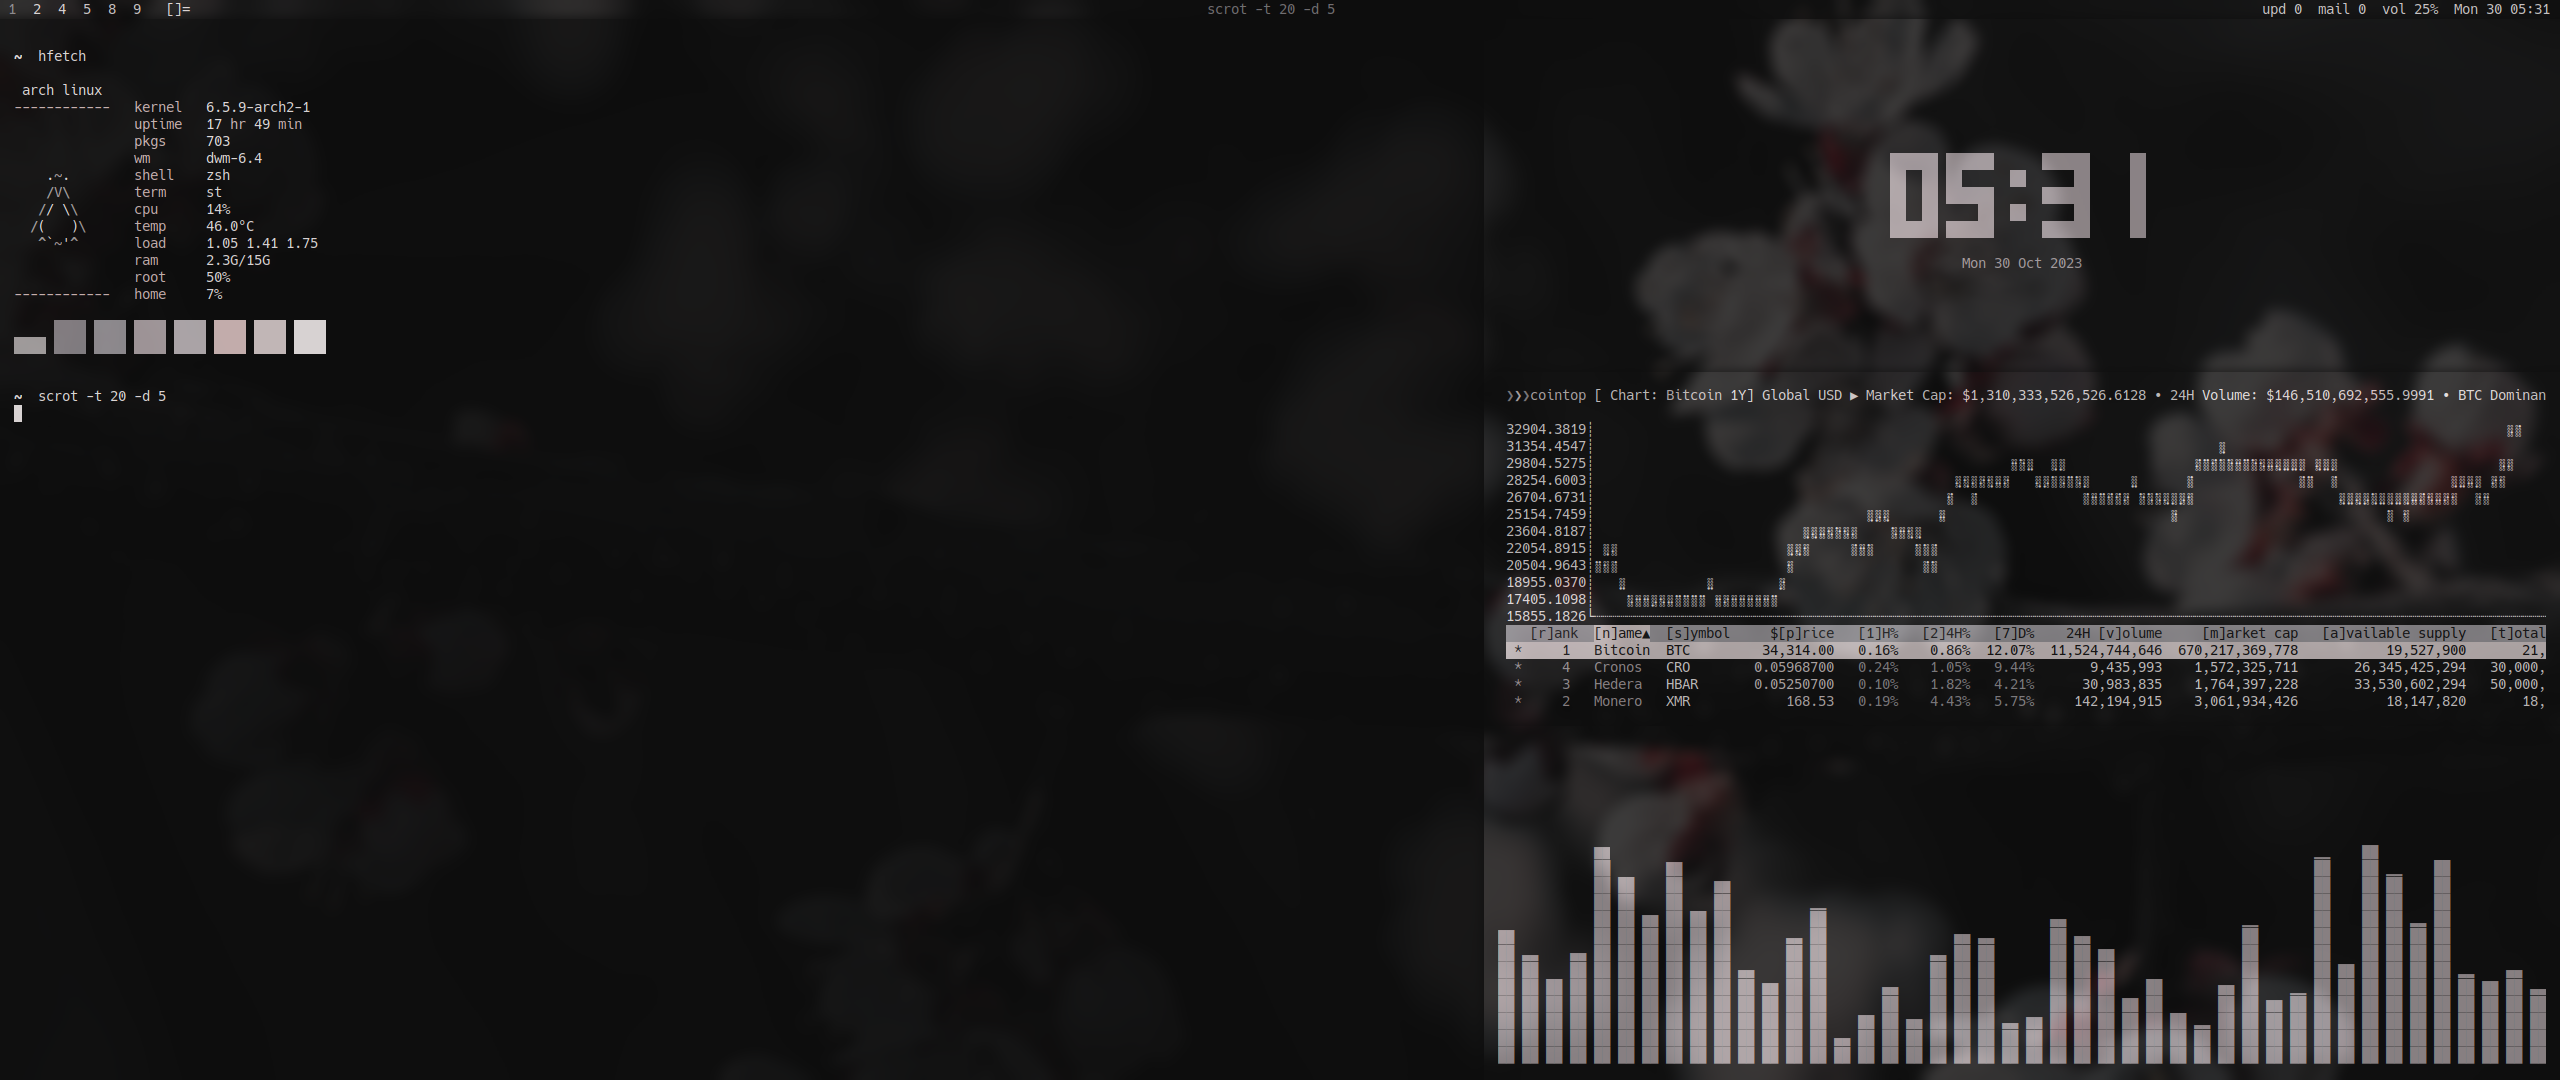 1 2 4 5 8 9 []= scrot -t 20 -d 5 upd 0 mail 0 vol 25% Mon 30 05:31
~ hfetch
arch linux
------------ kernel 6.5.9-arch2-1
uptime 17 hr 49 min
pkgs 703
wm dwm-6.4
.~. shell zsh
/V\ term st
// \\ cpu 14%
/( )\ temp 46.0°C
^`~'^ load 1.05 1.41 1.75
ram 2.3G/15G
root 50%
------------ home 7%
~ scrot -t 20 -d 5
05:31
Mon 30 Oct 2023
❯❯❯cointop [ Chart: Bitcoin 1Y] Global USD ▶ Market Cap: $1,310,333,526,526.6128 • 24H Volume: $146,510,692,555.9991 • BTC Dominan
32904.3819
31354.4547
29804.5275
28254.6003
26704.6731
25154.7459
23604.8187
22054.8915
20504.9643
18955.0370
17405.1098
15855.1826
[r]ank [n]ame▲ [s]ymbol $[p]rice [1]H% [2]4H% [7]D% 24H [v]olume [m]arket cap [a]vailable supply [t]otal
* 1 Bitcoin BTC 34,314.00 0.16% 0.86% 12.07% 11,524,744,646 670,217,369,778 19,527,900 21,
* 4 Cronos CRO 0.05968700 0.24% 1.05% 9.44% 9,435,993 1,572,325,711 26,345,425,294 30,000,
* 3 Hedera HBAR 0.05250700 0.10% 1.82% 4.21% 30,983,835 1,764,397,228 33,530,602,294 50,000,
* 2 Monero XMR 168.53 0.19% 4.43% 5.75% 142,194,915 3,061,934,426 18,147,820 18,